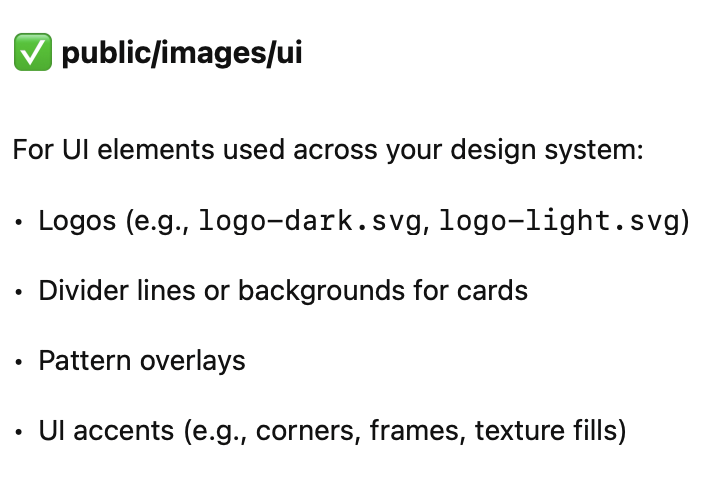 ✅ public/images/ui
For UI elements used across your design system:
• Logos (e.g., logo-dark.svg, logo-light.svg)
• Divider lines or backgrounds for cards
• Pattern overlays
• UI accents (e.g., corners, frames, texture fills)